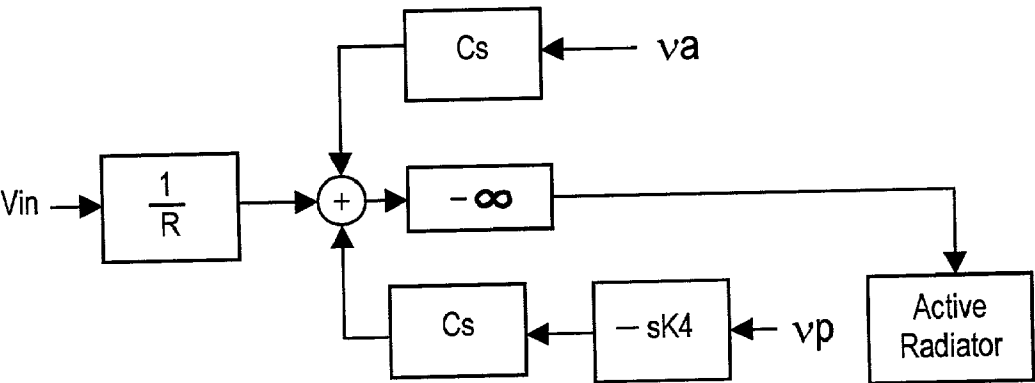 Cs
νa
Vin
1
R
+
− ∞
Cs
− sK4
νp
Active
Radiator